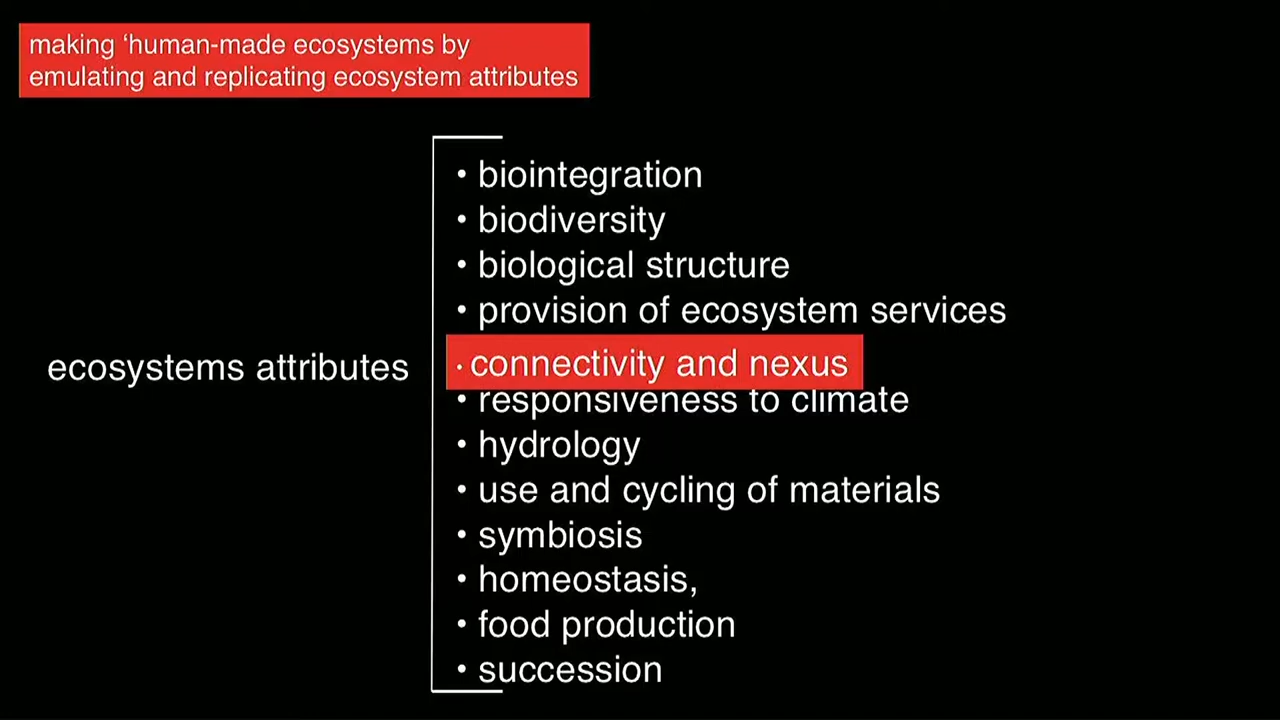 making ‘human-made ecosystems by
emulating and replicating ecosystem attributes
ecosystems attributes
• biointegration
• biodiversity
• biological structure
• provision of ecosystem services
· connectivity and nexus
• responsiveness to climate
• hydrology
• use and cycling of materials
• symbiosis
• homeostasis,
• food production
• succession